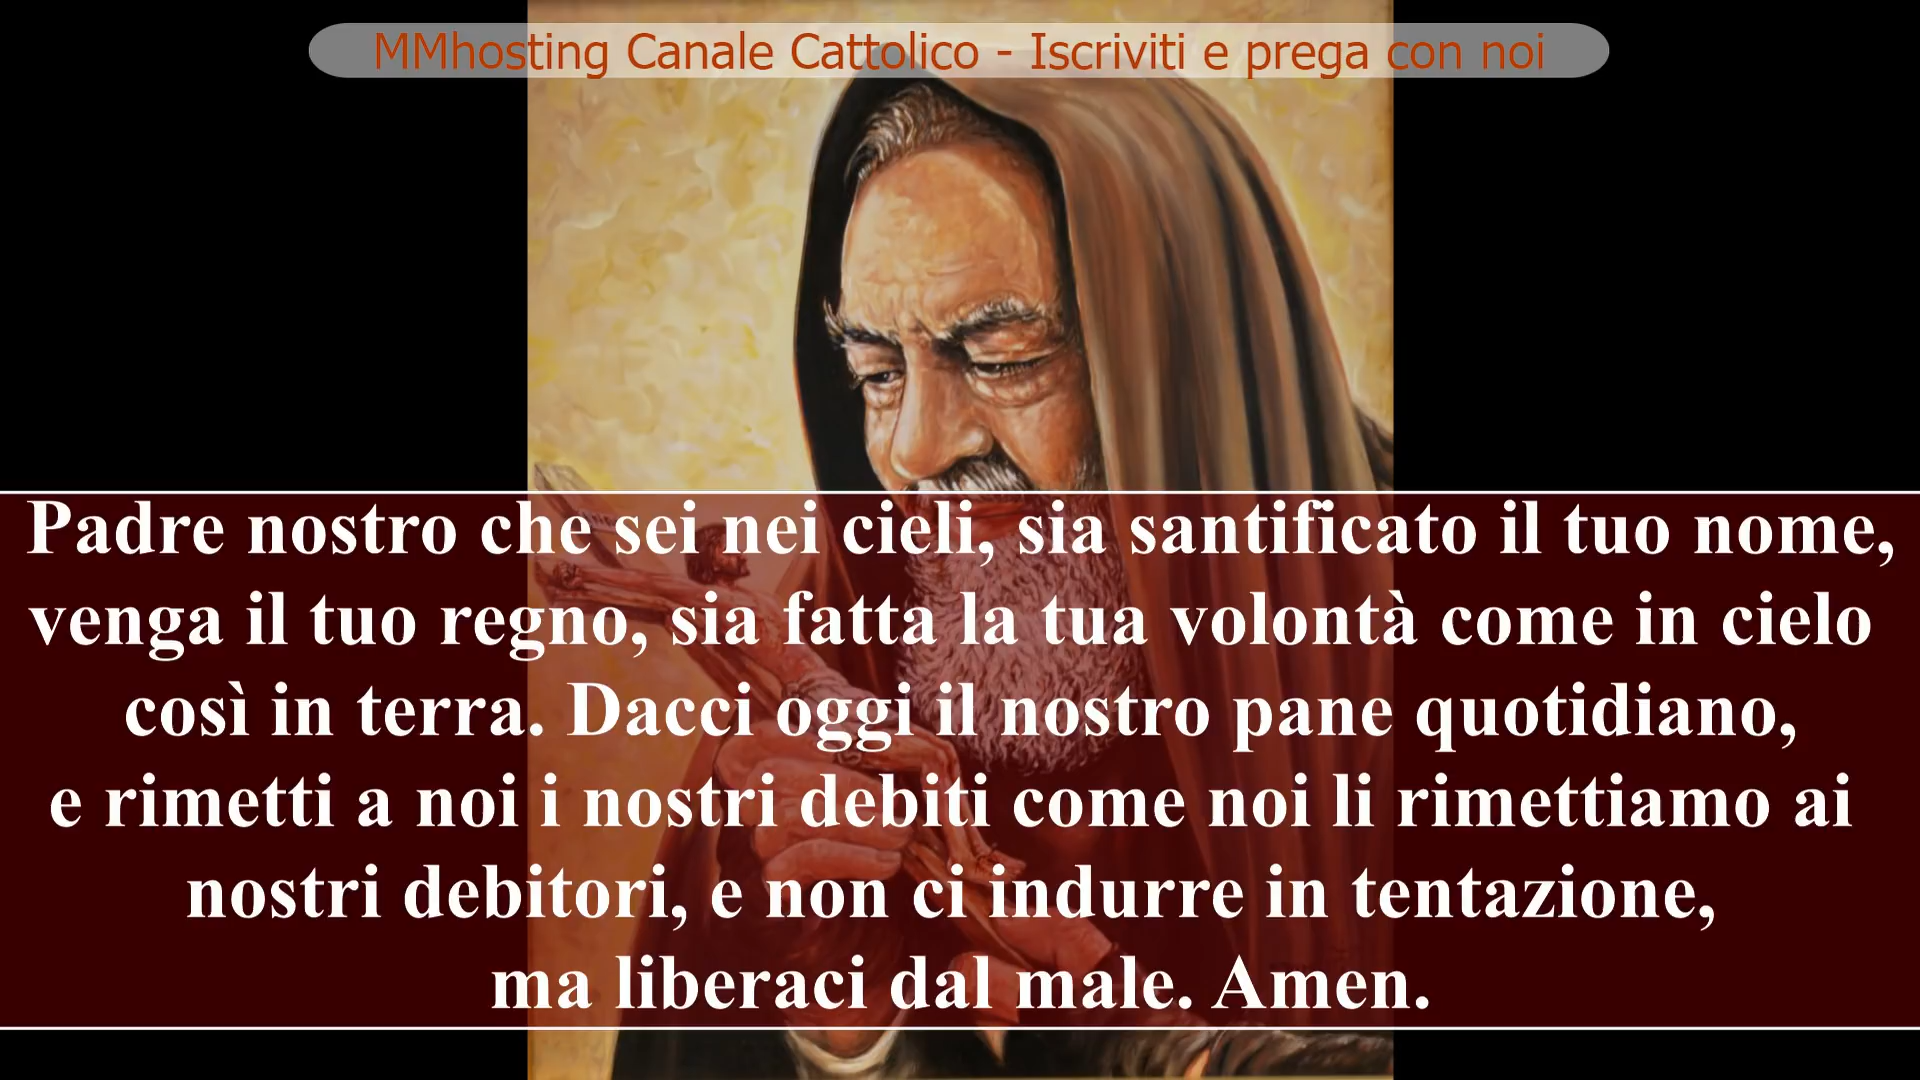 MMhosting Canale Cattolico - Iscriviti e prega con noi
Padre nostro che sei nei cieli, sia santificato il tuo nome,
venga il tuo regno, sia fatta la tua volontà come in cielo
così in terra. Dacci oggi il nostro pane quotidiano,
e rimetti a noi i nostri debiti come noi li rimettiamo ai
nostri debitori, e non ci indurre in tentazione,
ma liberaci dal male. Amen.